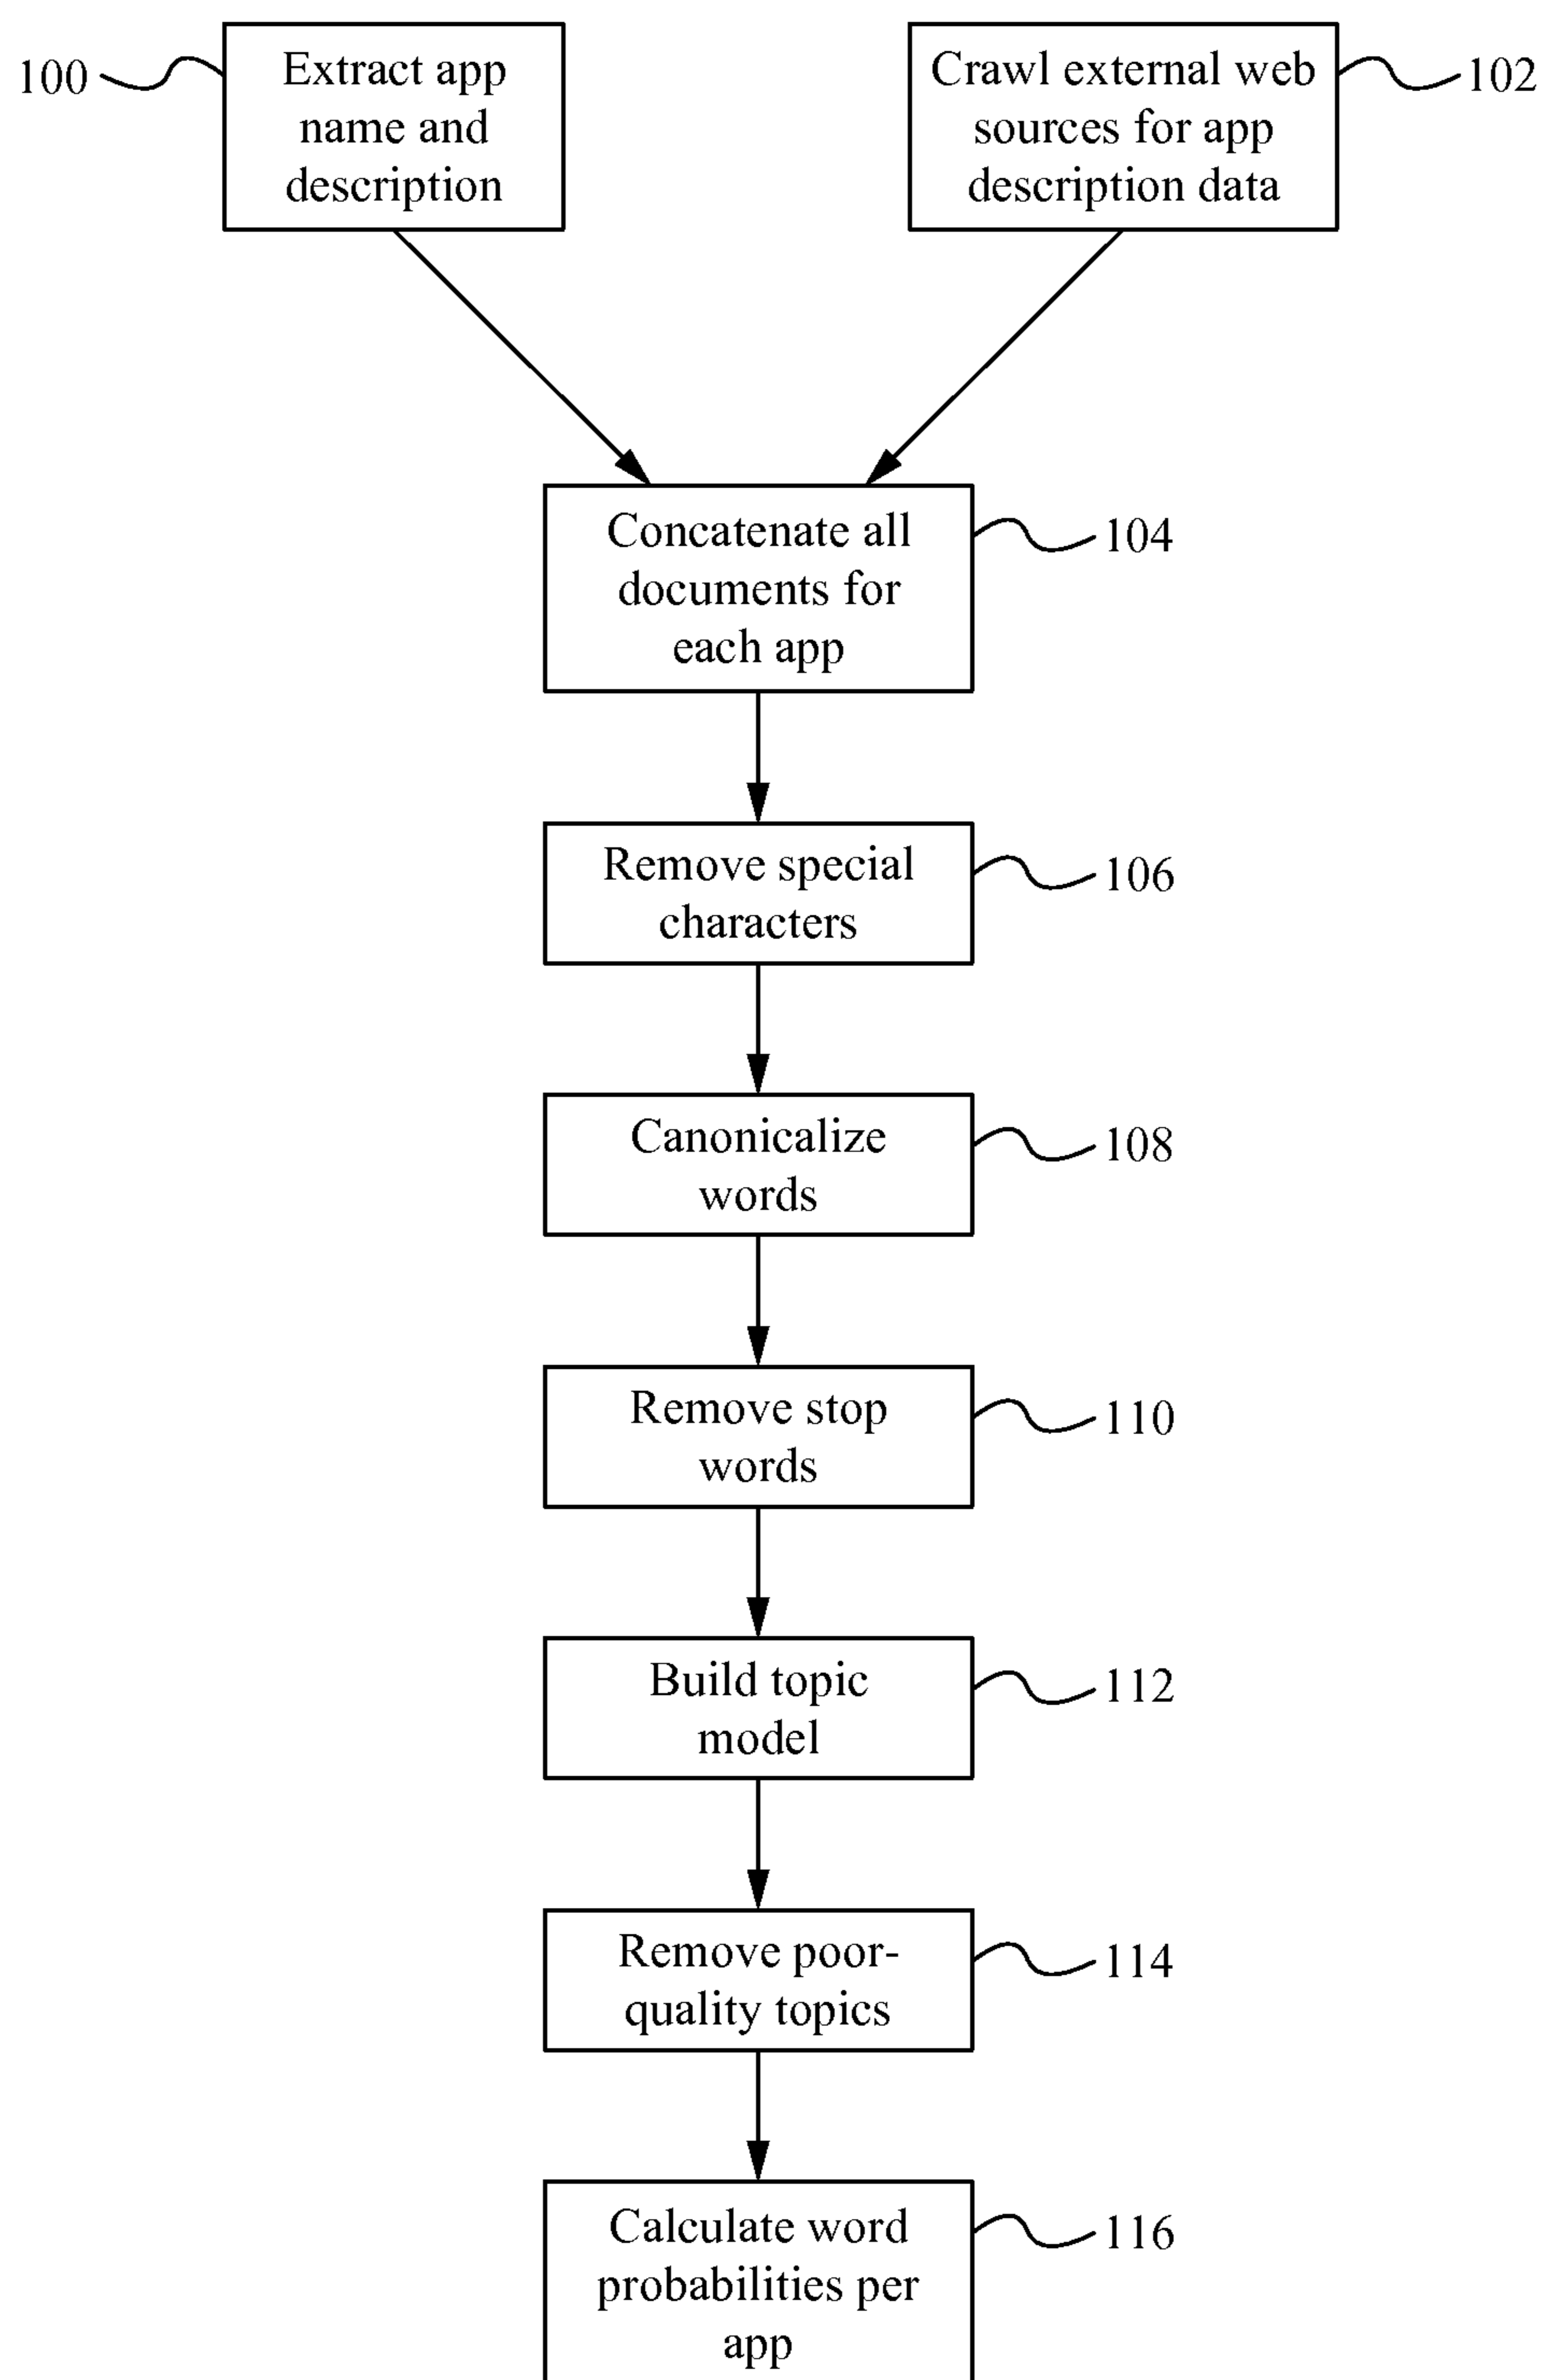 100
Extract app
name and
description
Crawl external web
sources for app
description data
102
Concatenate all
documents for
each app
104
Remove special
characters
106
Canonicalize
words
108
Remove stop
words
110
Build topic
model
112
Remove poor-
quality topics
114
Calculate word
probabilities per
app
116